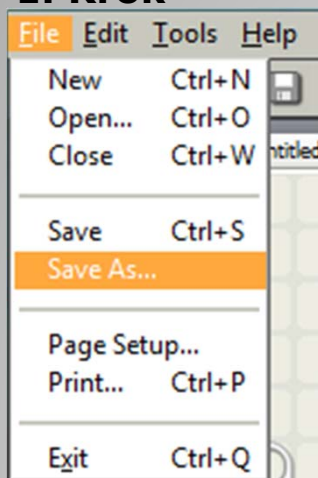 File Edit Tools Help
New Ctrl+N
Open... Ctrl+O
Close Ctrl+W
Save Ctrl+S
Save As...
Page Setup...
Print... Ctrl+P
Exit Ctrl+Q